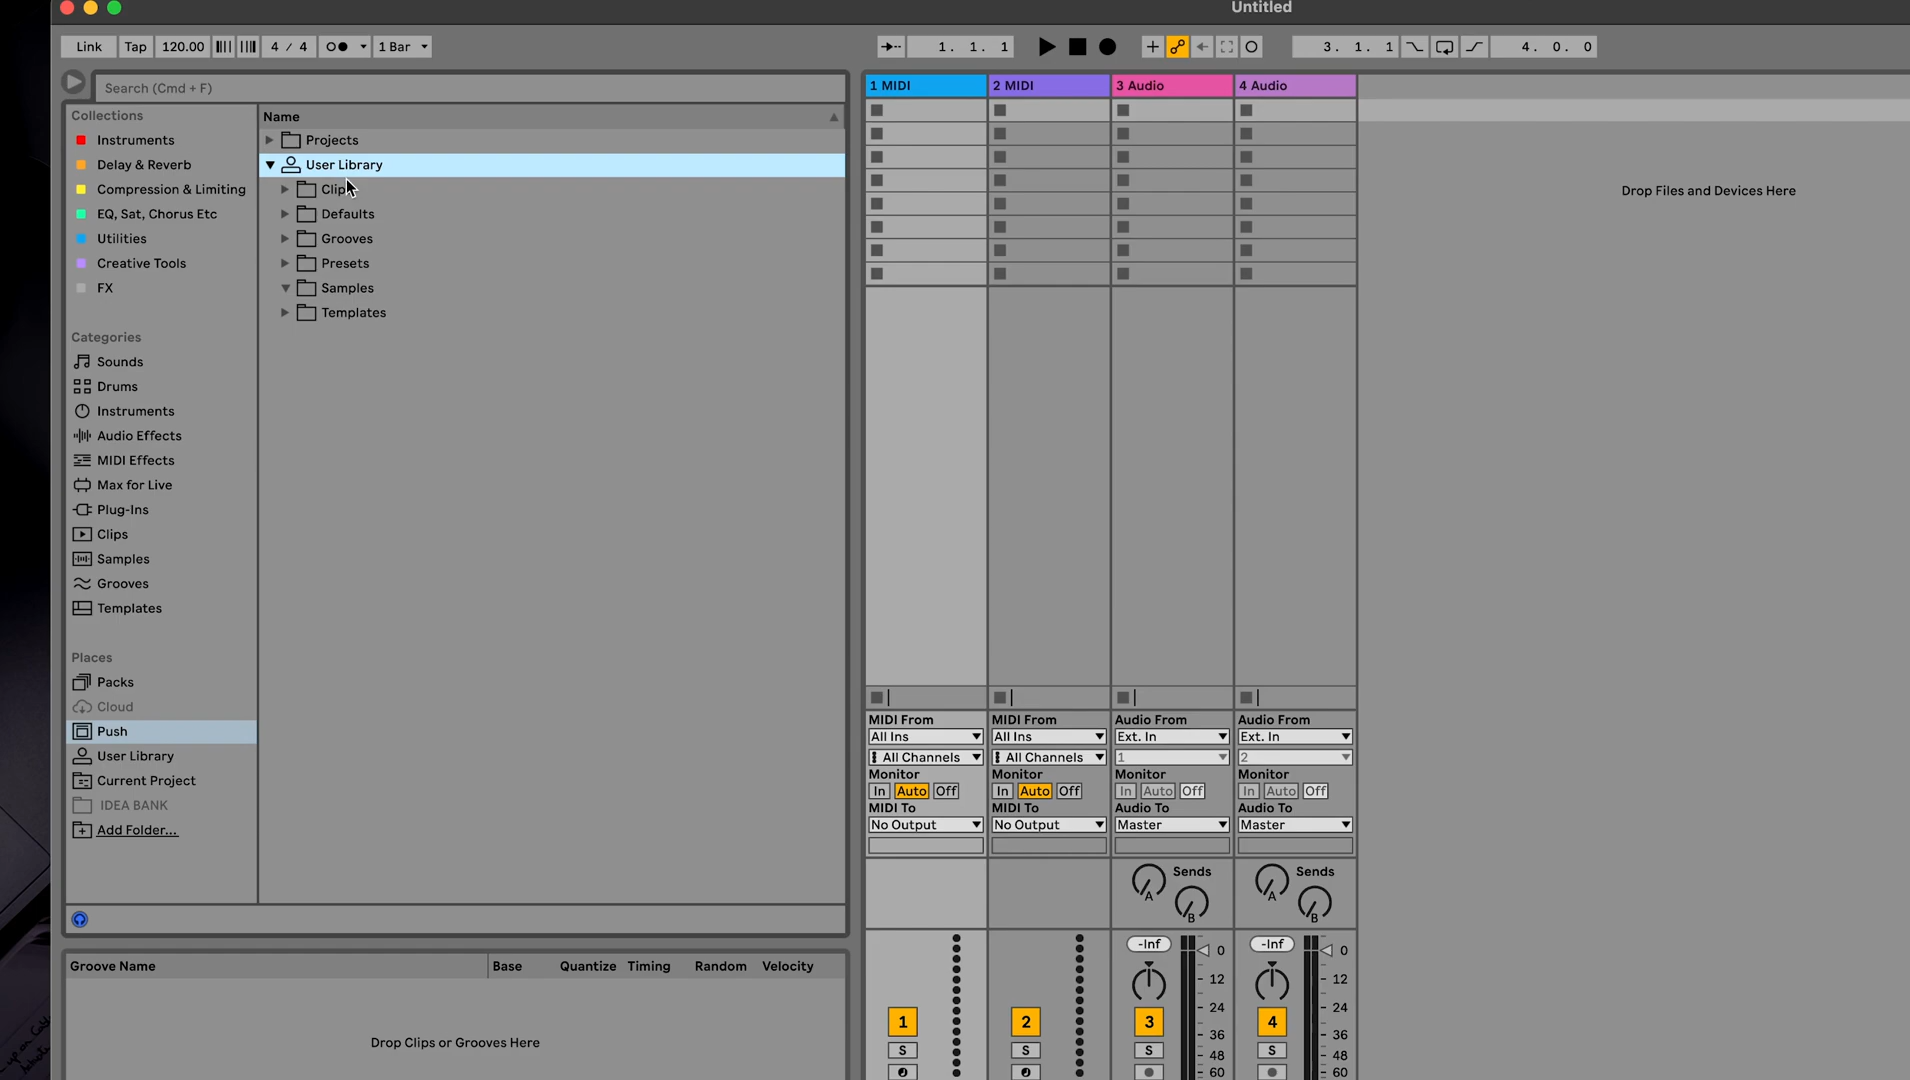 Untitled
Link Tap 120.00 4 / 4 1 Bar 1. 1. 1 3. 1. 1 4. 0. 0
Search (Cmd + F)
Collections
Instruments
Delay & Reverb
Compression & Limiting
EQ, Sat, Chorus Etc
Utilities
Creative Tools
FX
Categories
Sounds
Drums
Instruments
Audio Effects
MIDI Effects
Max for Live
Plug-Ins
Clips
Samples
Grooves
Templates
Places
Packs
Cloud
Push
User Library
Current Project
IDEA BANK
Add Folder...
Name
Projects
User Library
Defaults
Grooves
Presets
Samples
Templates
1 MIDI 2 MIDI 3 Audio 4 Audio
Drop Files and Devices Here
MIDI From MIDI From Audio From Audio From
All Ins All Ins Ext. In Ext. In
All Channels All Channels 1 2
Monitor Monitor Monitor Monitor
In Auto Off In Auto Off In Auto Off In Auto Off
MIDI To MIDI To Audio To Audio To
No Output No Output Master Master
Sends Sends
A B A B
-Inf 0 -Inf 0
12 12
24 24
1 2 3 4
36 36
S S S S
48 48
60 60
Groove Name Base Quantize Timing Random Velocity
Drop Clips or Grooves Here